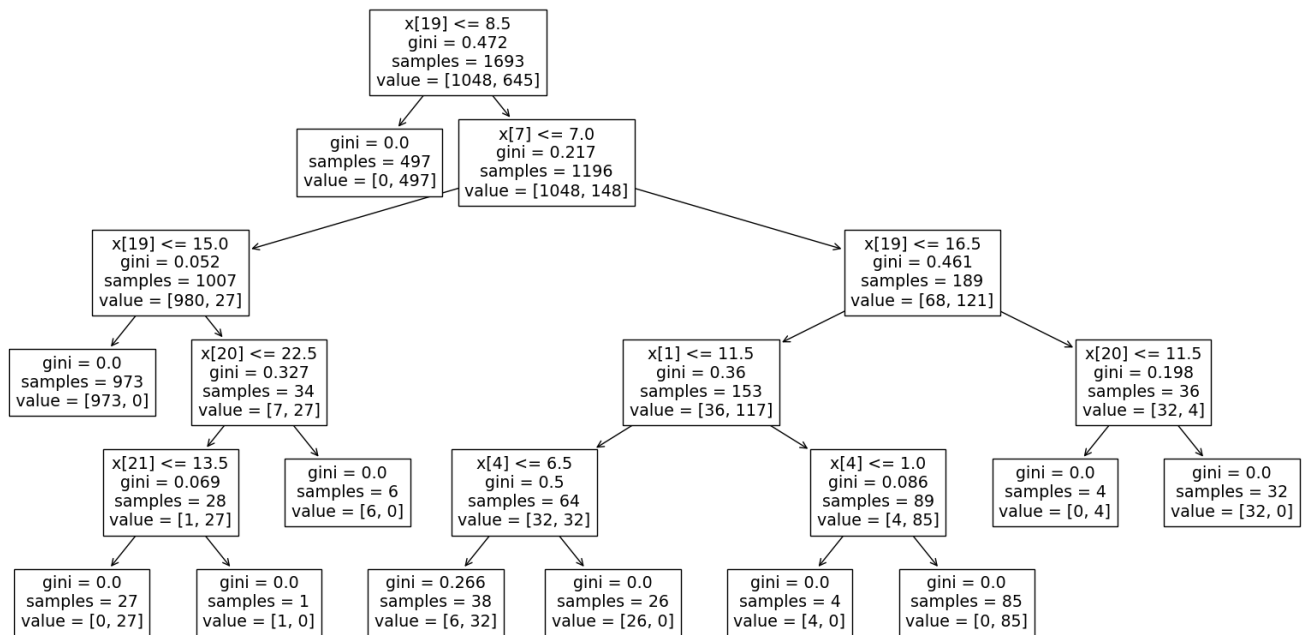 x[19] <= 8.5
gini = 0.472
samples = 1693
value = [1048, 645]
gini = 0.0
samples = 497
value = [0, 497]
x[7] <= 7.0
gini = 0.217
samples = 1196
value = [1048, 148]
x[19] <= 15.0
gini = 0.052
samples = 1007
value = [980, 27]
x[19] <= 16.5
gini = 0.461
samples = 189
value = [68, 121]
gini = 0.0
samples = 973
value = [973, 0]
x[20] <= 22.5
gini = 0.327
samples = 34
value = [7, 27]
x[1] <= 11.5
gini = 0.36
samples = 153
value = [36, 117]
x[20] <= 11.5
gini = 0.198
samples = 36
value = [32, 4]
x[21] <= 13.5
gini = 0.069
samples = 28
value = [1, 27]
gini = 0.0
samples = 6
value = [6, 0]
x[4] <= 6.5
gini = 0.5
samples = 64
value = [32, 32]
x[4] <= 1.0
gini = 0.086
samples = 89
value = [4, 85]
gini = 0.0
samples = 4
value = [0, 4]
gini = 0.0
samples = 32
value = [32, 0]
gini = 0.0
samples = 27
value = [0, 27]
gini = 0.0
samples = 1
value = [1, 0]
gini = 0.266
samples = 38
value = [6, 32]
gini = 0.0
samples = 26
value = [26, 0]
gini = 0.0
samples = 4
value = [4, 0]
gini = 0.0
samples = 85
value = [0, 85]